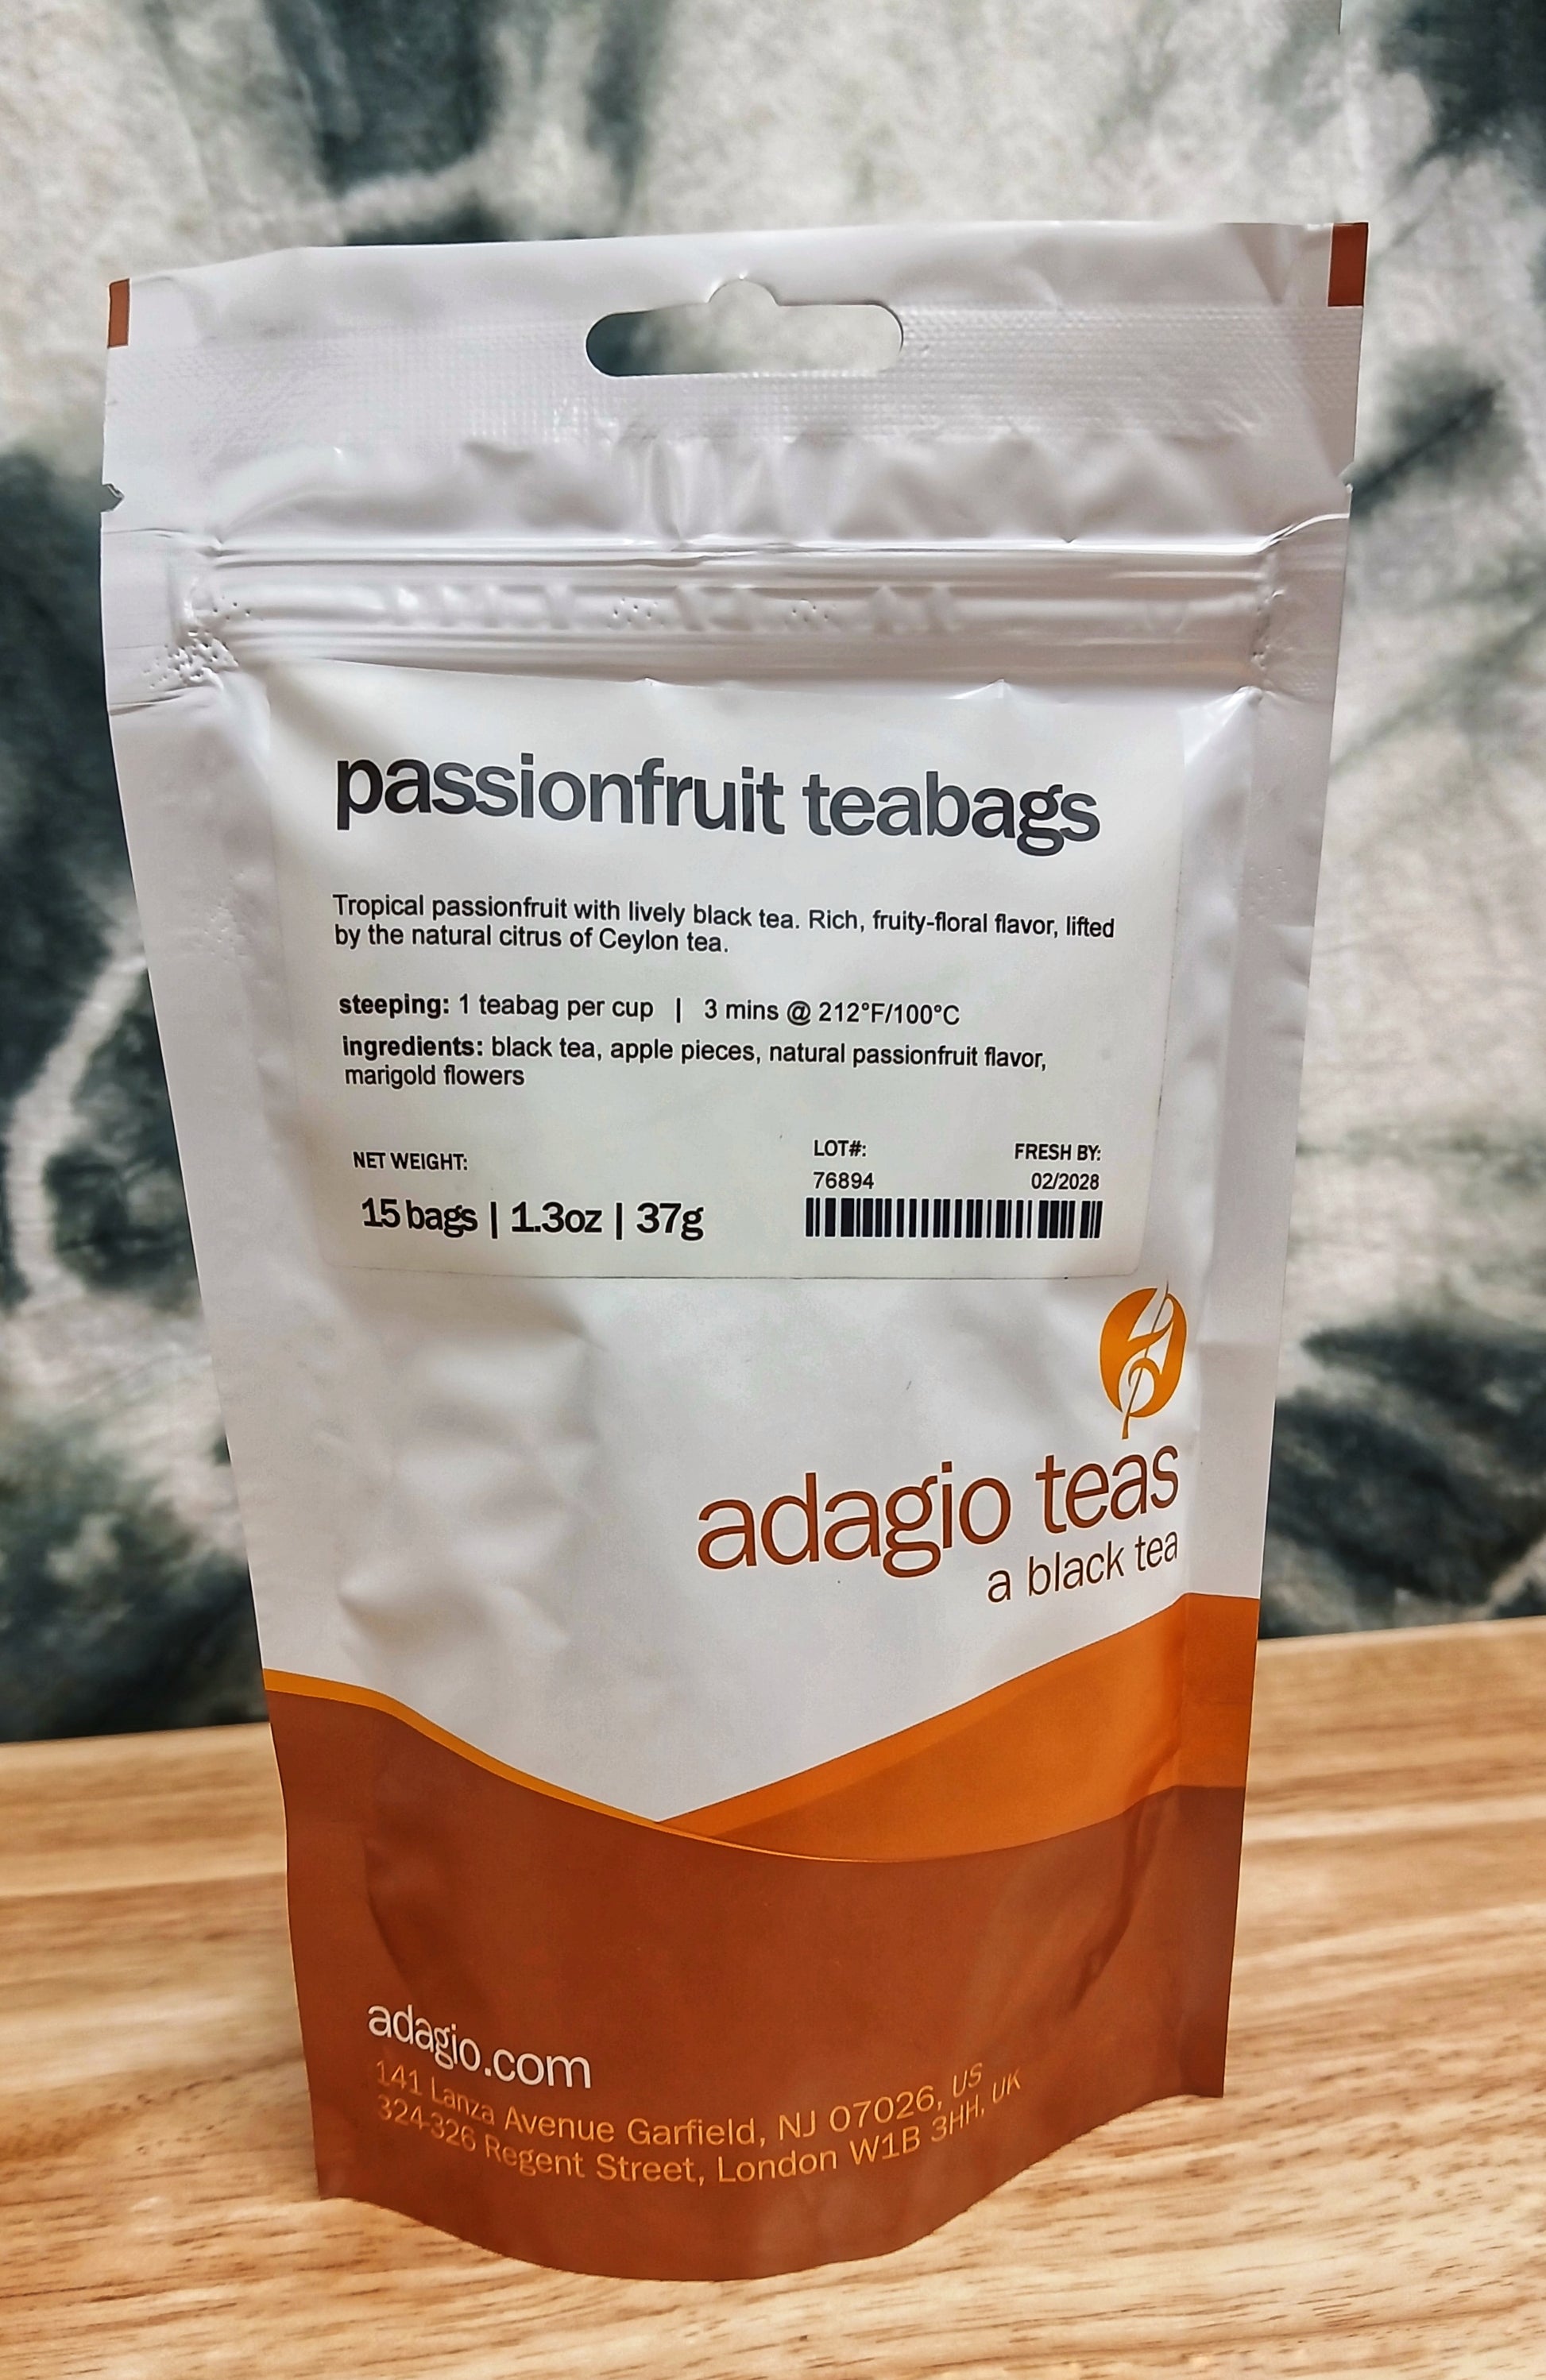 passionfruit teabags
Tropical passionfruit with lively black tea. Rich, fruity-floral flavor, lifted
by the natural citrus of Ceylon tea.
steeping: 1 teabag per cup | 3 mins @ 212°F/100°C
ingredients: black tea, apple pieces, natural passionfruit flavor,
marigold flowers
NET WEIGHT:
15 bags | 1.3oz | 37g
LOT#:
76894
FRESH BY:
02/2028
adagio teas
a black tea
adagio.com
141 Lanza Avenue Garfield, NJ 07026, US
324-326 Regent Street, London W1B 3HH, UK